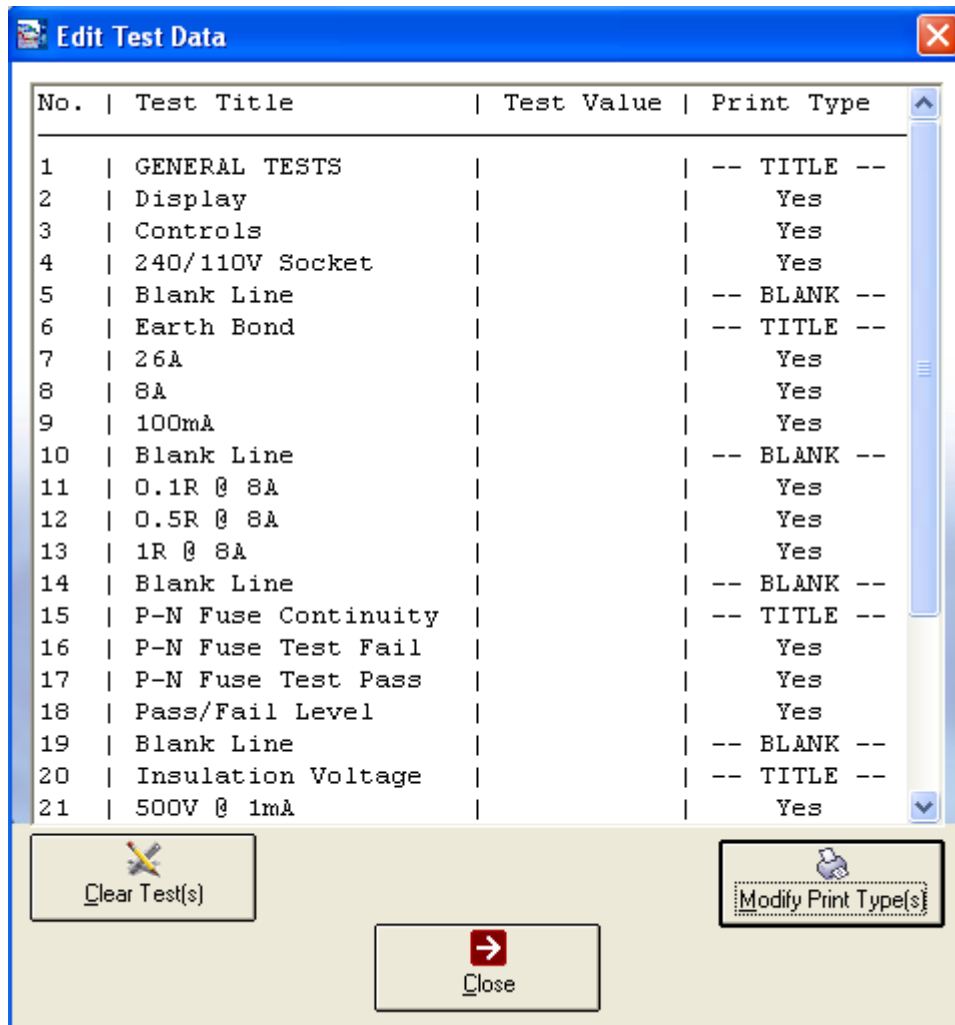 Edit Test Data
No. | Test Title | Test Value | Print Type
1 | GENERAL TESTS | | -- TITLE --
2 | Display | | Yes
3 | Controls | | Yes
4 | 240/110V Socket | | Yes
5 | Blank Line | | -- BLANK --
6 | Earth Bond | | -- TITLE --
7 | 26A | | Yes
8 | 8A | | Yes
9 | 100mA | | Yes
10 | Blank Line | | -- BLANK --
11 | 0.1R @ 8A | | Yes
12 | 0.5R @ 8A | | Yes
13 | 1R @ 8A | | Yes
14 | Blank Line | | -- BLANK --
15 | P-N Fuse Continuity | | -- TITLE --
16 | P-N Fuse Test Fail | | Yes
17 | P-N Fuse Test Pass | | Yes
18 | Pass/Fail Level | | Yes
19 | Blank Line | | -- BLANK --
20 | Insulation Voltage | | -- TITLE --
21 | 500V @ 1mA | | Yes
Clear Test(s)
Modify Print Type(s)
Close